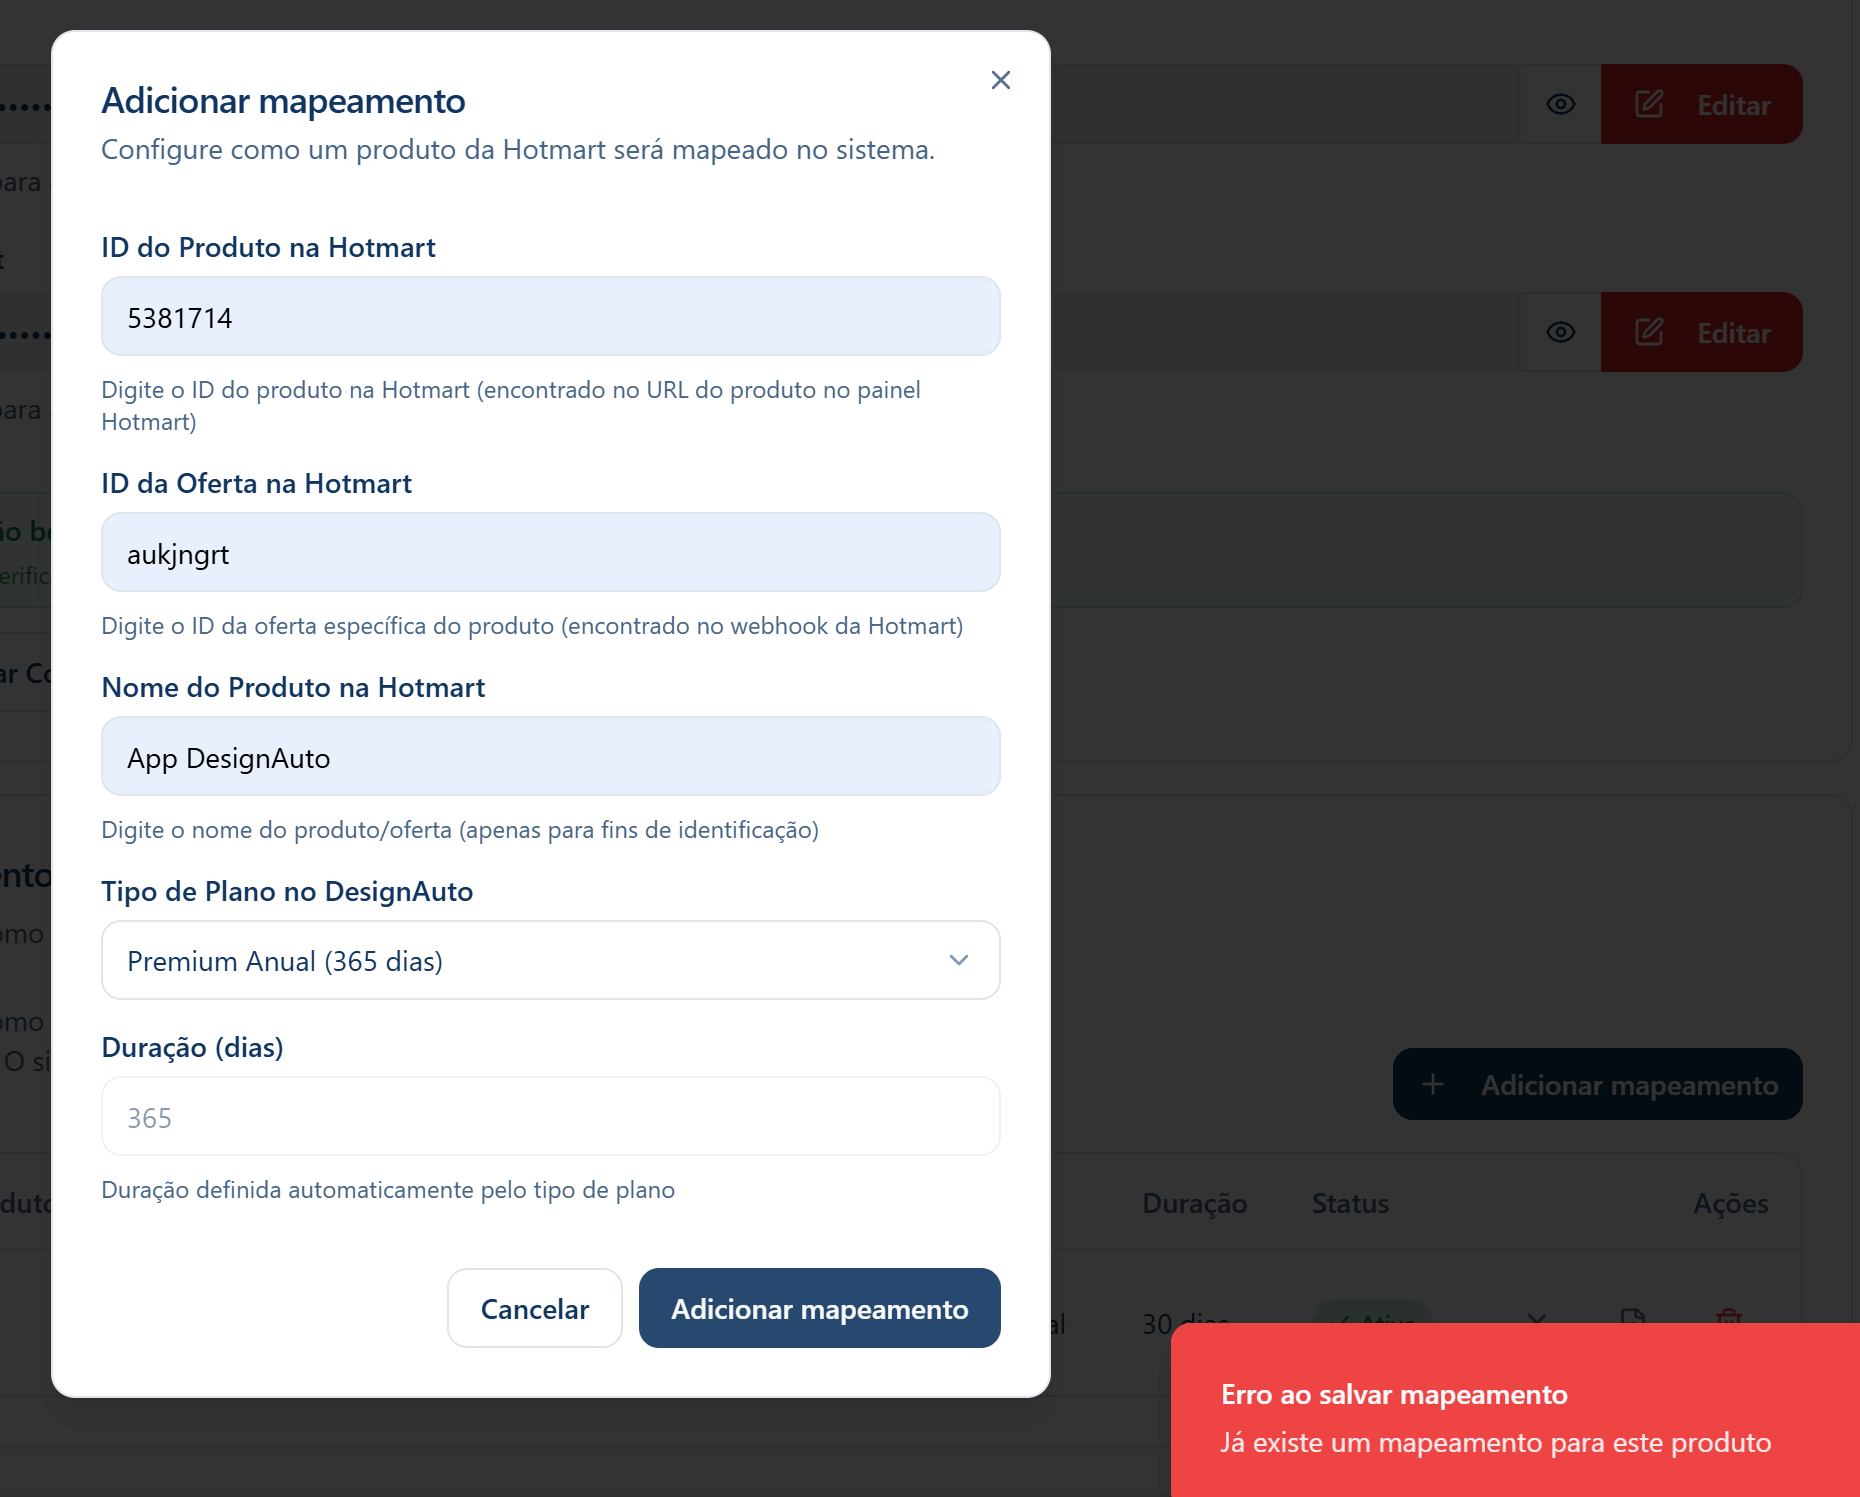 Adicionar mapeamento
Configure como um produto da Hotmart será mapeado no sistema.
ID do Produto na Hotmart
5381714
Digite o ID do produto na Hotmart (encontrado no URL do produto no painel
Hotmart)
ID da Oferta na Hotmart
aukjngrt
Digite o ID da oferta específica do produto (encontrado no webhook da Hotmart)
Nome do Produto na Hotmart
App DesignAuto
Digite o nome do produto/oferta (apenas para fins de identificação)
Tipo de Plano no DesignAuto
Premium Anual (365 dias)
Duração (dias)
365
Duração definida automaticamente pelo tipo de plano
Cancelar
Adicionar mapeamento
Editar
Editar
Adicionar mapeamento
Duração Status Ações
30 dias Ativo
Erro ao salvar mapeamento
Já existe um mapeamento para este produto